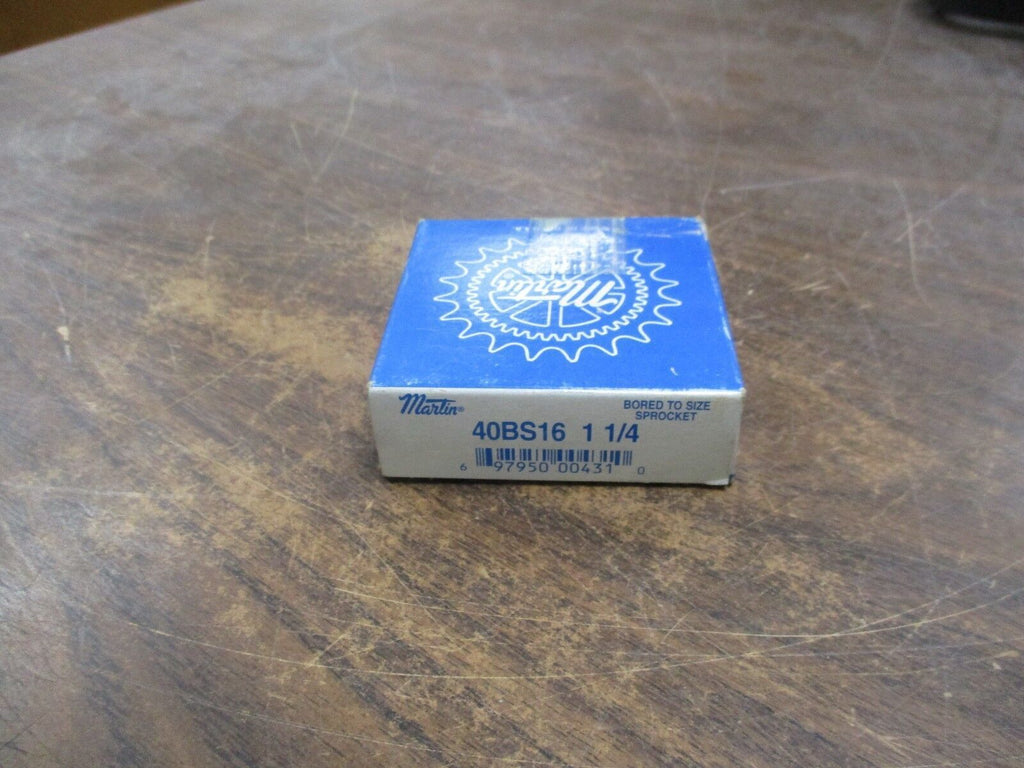 Martin
Martin®
BORED TO SIZE
SPROCKET
40BS16 1 1/4
6 97950 00431 0